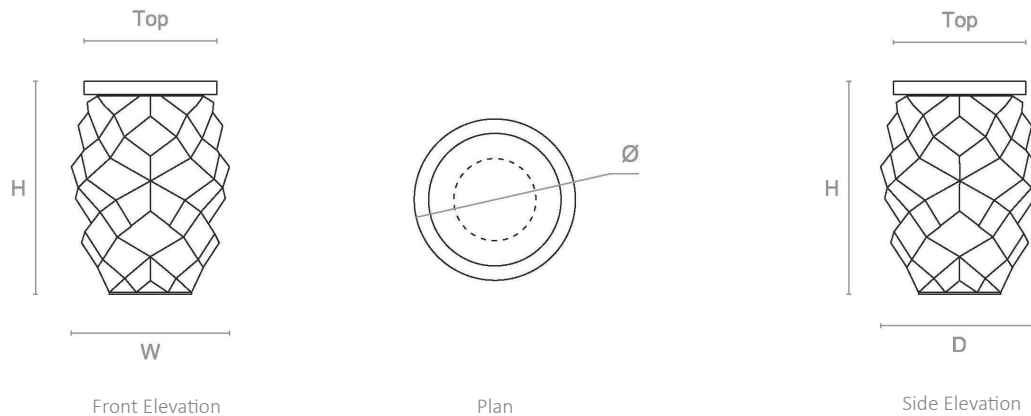 Top
Top
H
Ø
H
W
D
Front Elevation
Plan
Side Elevation